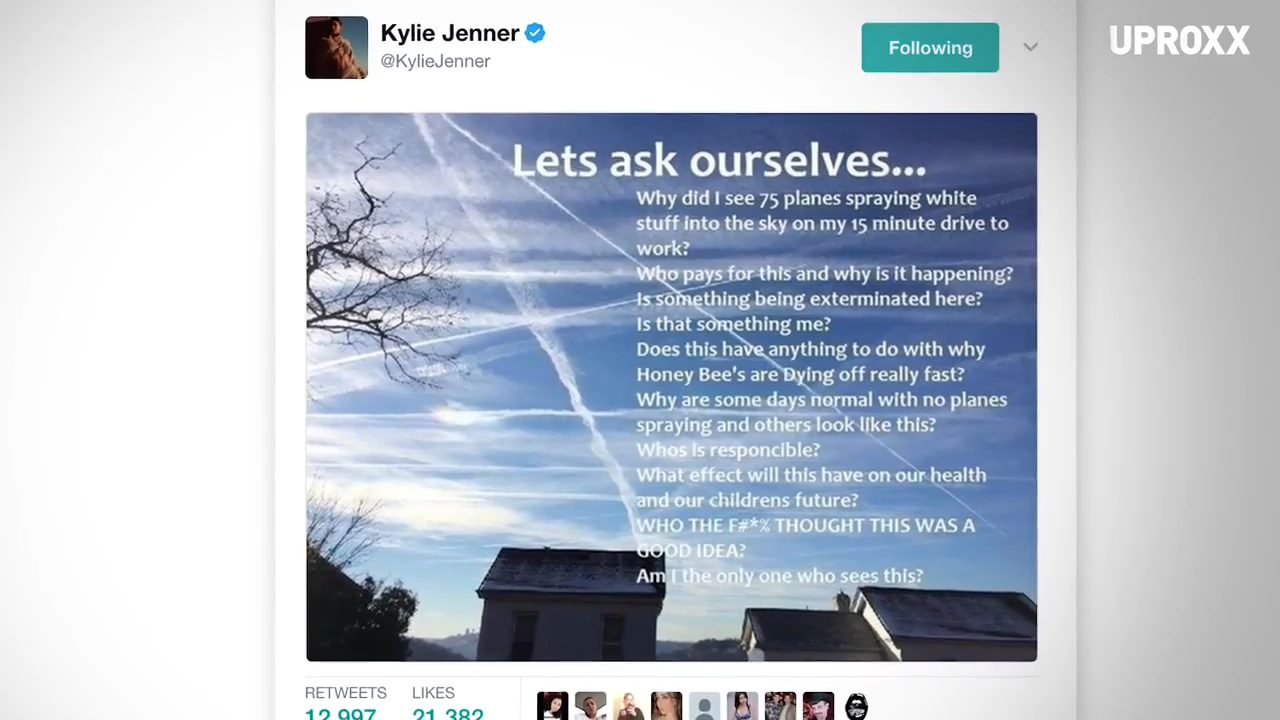 Kylie Jenner
@KylieJenner
Following
UPROXX
Lets ask ourselves...
Why did I see 75 planes spraying white
stuff into the sky on my 15 minute drive to
work?
Who pays for this and why is it happening?
Is something being exterminated here?
Is that something me?
Does this have anything to do with why
Honey Bee's are Dying off really fast?
Why are some days normal with no planes
spraying and others look like this?
Whos is responcible?
What effect will this have on our health
and our childrens future?
WHO THE F#*% THOUGHT THIS WAS A
GOOD IDEA?
Am I the only one who sees this?
RETWEETS LIKES
12,997 21,382